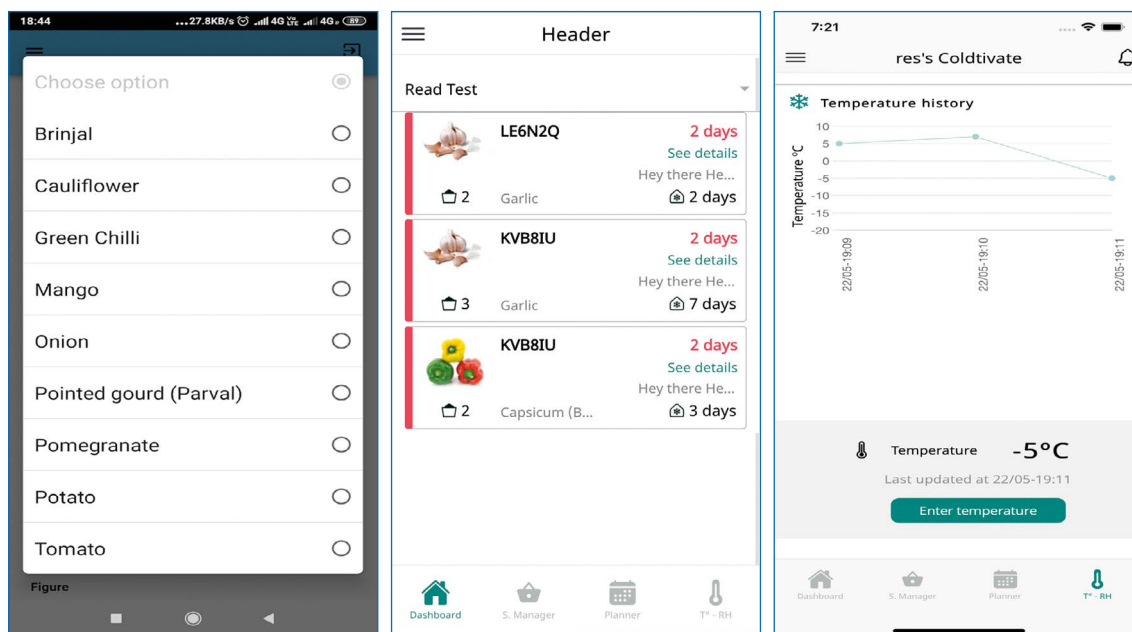 18:44
...27.8KB/s 4G Vo LTE 4G 89
Choose option
Brinjal
Cauliflower
Green Chilli
Mango
Onion
Pointed gourd (Parval)
Pomegranate
Potato
Tomato
Figure
Header
Read Test
LE6N2Q 2 days
See details
Hey there He...
2 Garlic 2 days
KVB8IU 2 days
See details
Hey there He...
3 Garlic 7 days
KVB8IU 2 days
See details
Hey there He...
2 Capsicum (B... 3 days
Dashboard S. Manager Planner T° - RH
7:21
res's Coldtivate
Temperature history
Temperature °C
10
5
0
-5
-10
-15
-20
22/05-19:09
22/05-19:10
22/05-19:11
Temperature -5°C
Last updated at 22/05-19:11
Enter temperature
Dashboard S. Manager Planner T° - RH